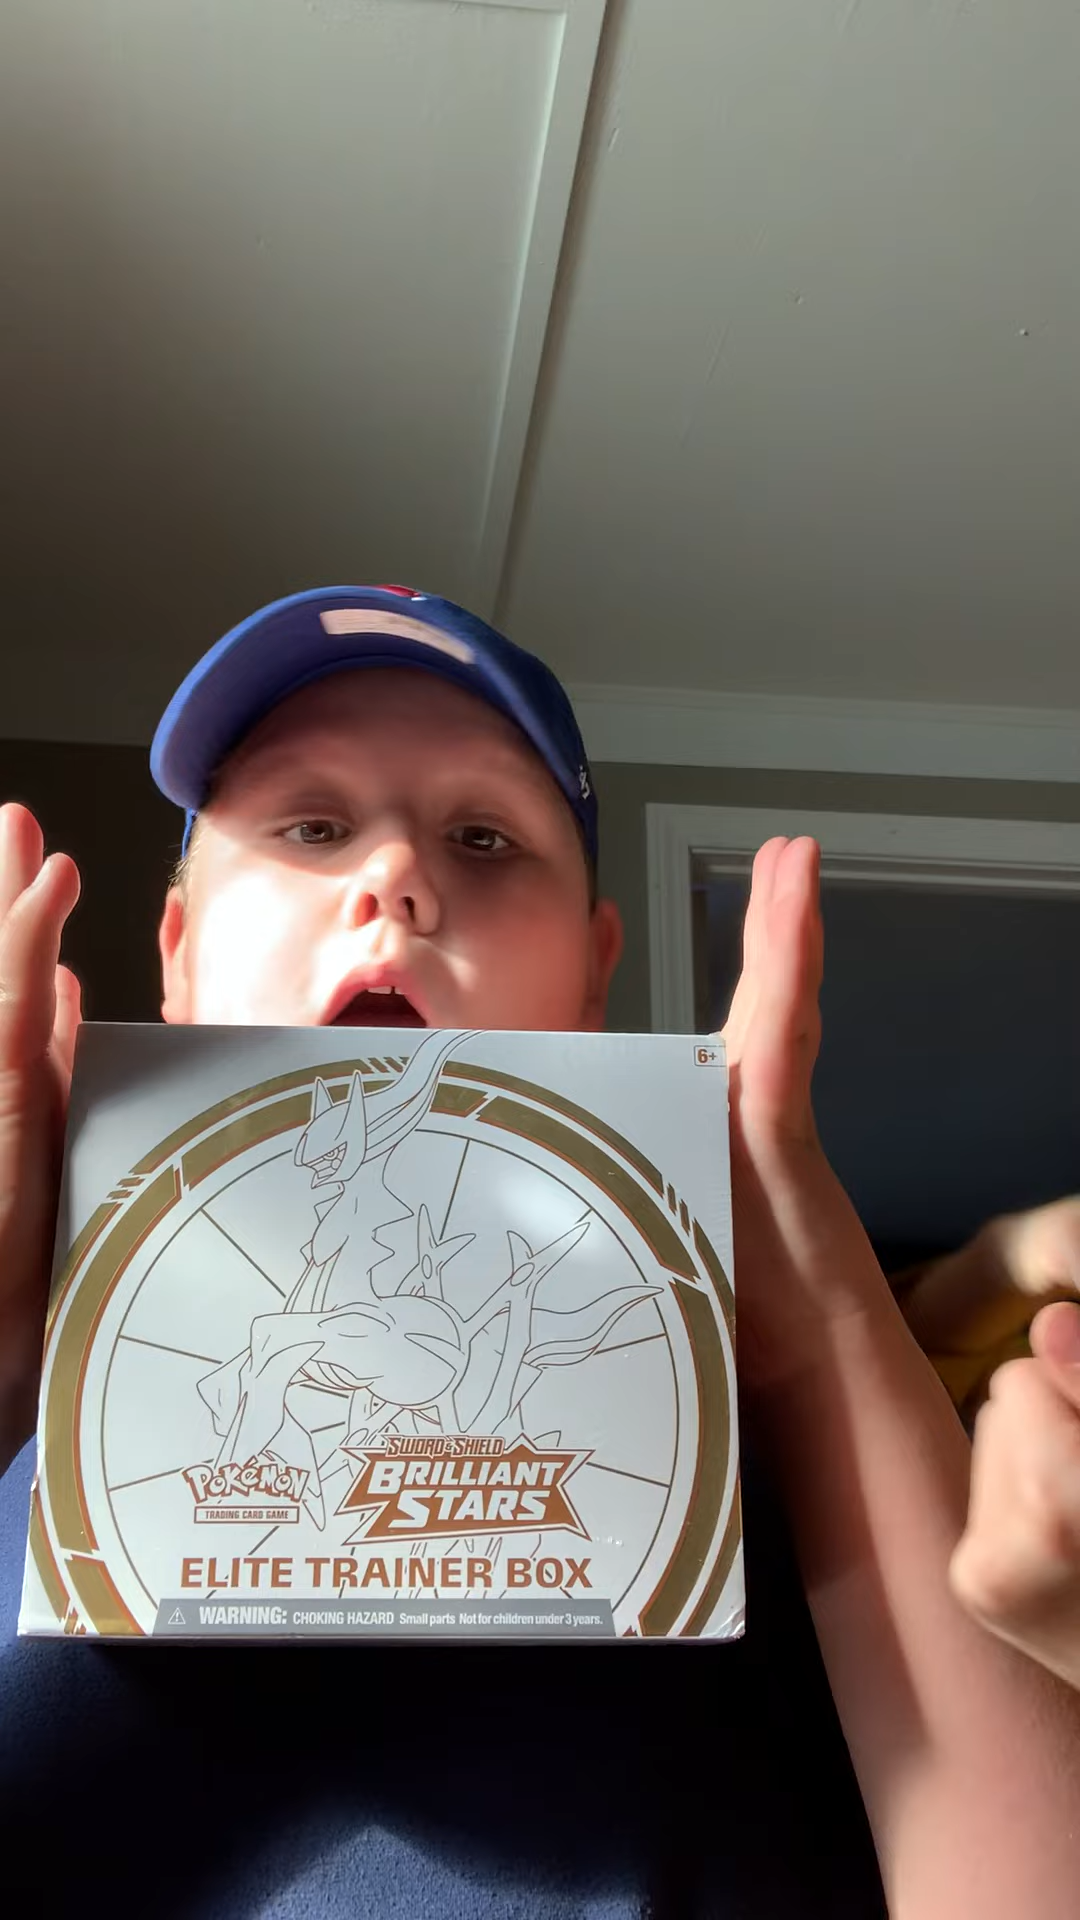 6+
SWORD & SHIELD
POKéMON
BRILLIANT
STARS
TRADING CARD GAME
ELITE TRAINER BOX
WARNING: CHOKING HAZARD Small parts Not for children under 3 years.